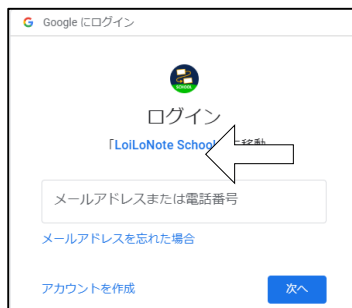 Google にログイン
SCHOOL
ログイン
「LoiLoNote School
メールアドレスまたは電話番号
メールアドレスを忘れた場合
アカウントを作成
次へ